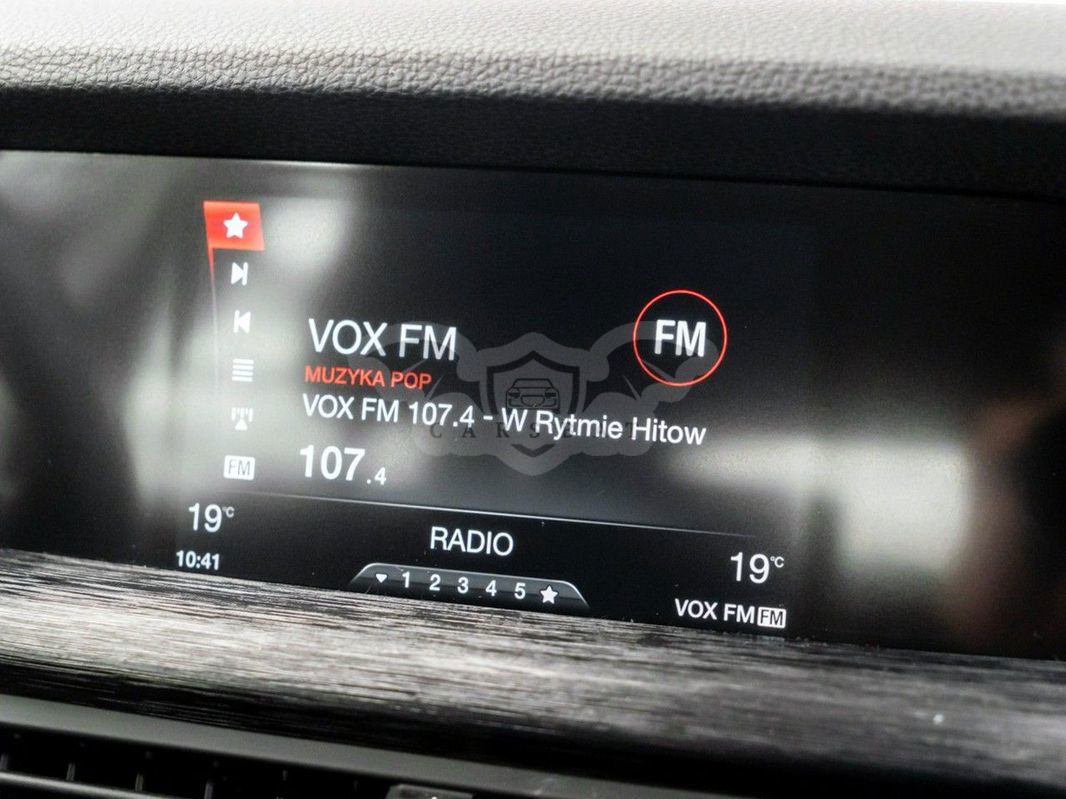 VOX FM
FM
MUZYKA POP
VOX FM 107.4 - W Rytmie Hitow
107.4
FM
19°C
10:41
RADIO
1 2 3 4 5
19°C
VOX FM FM